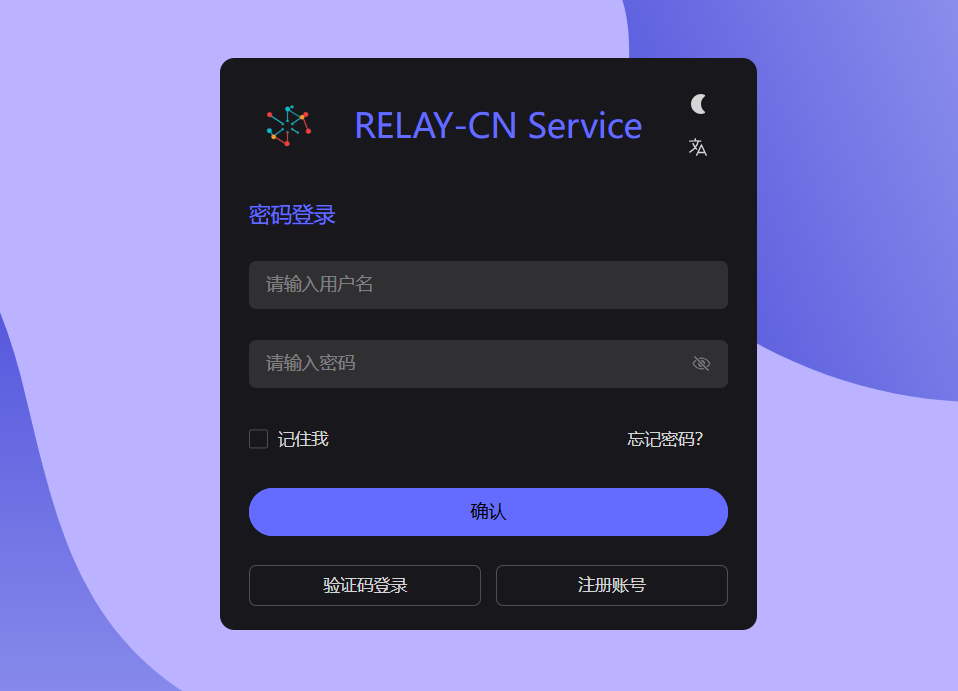 RELAY-CN Service
密码登录
请输入用户名
请输入密码
记住我 忘记密码?
确认
验证码登录 注册账号